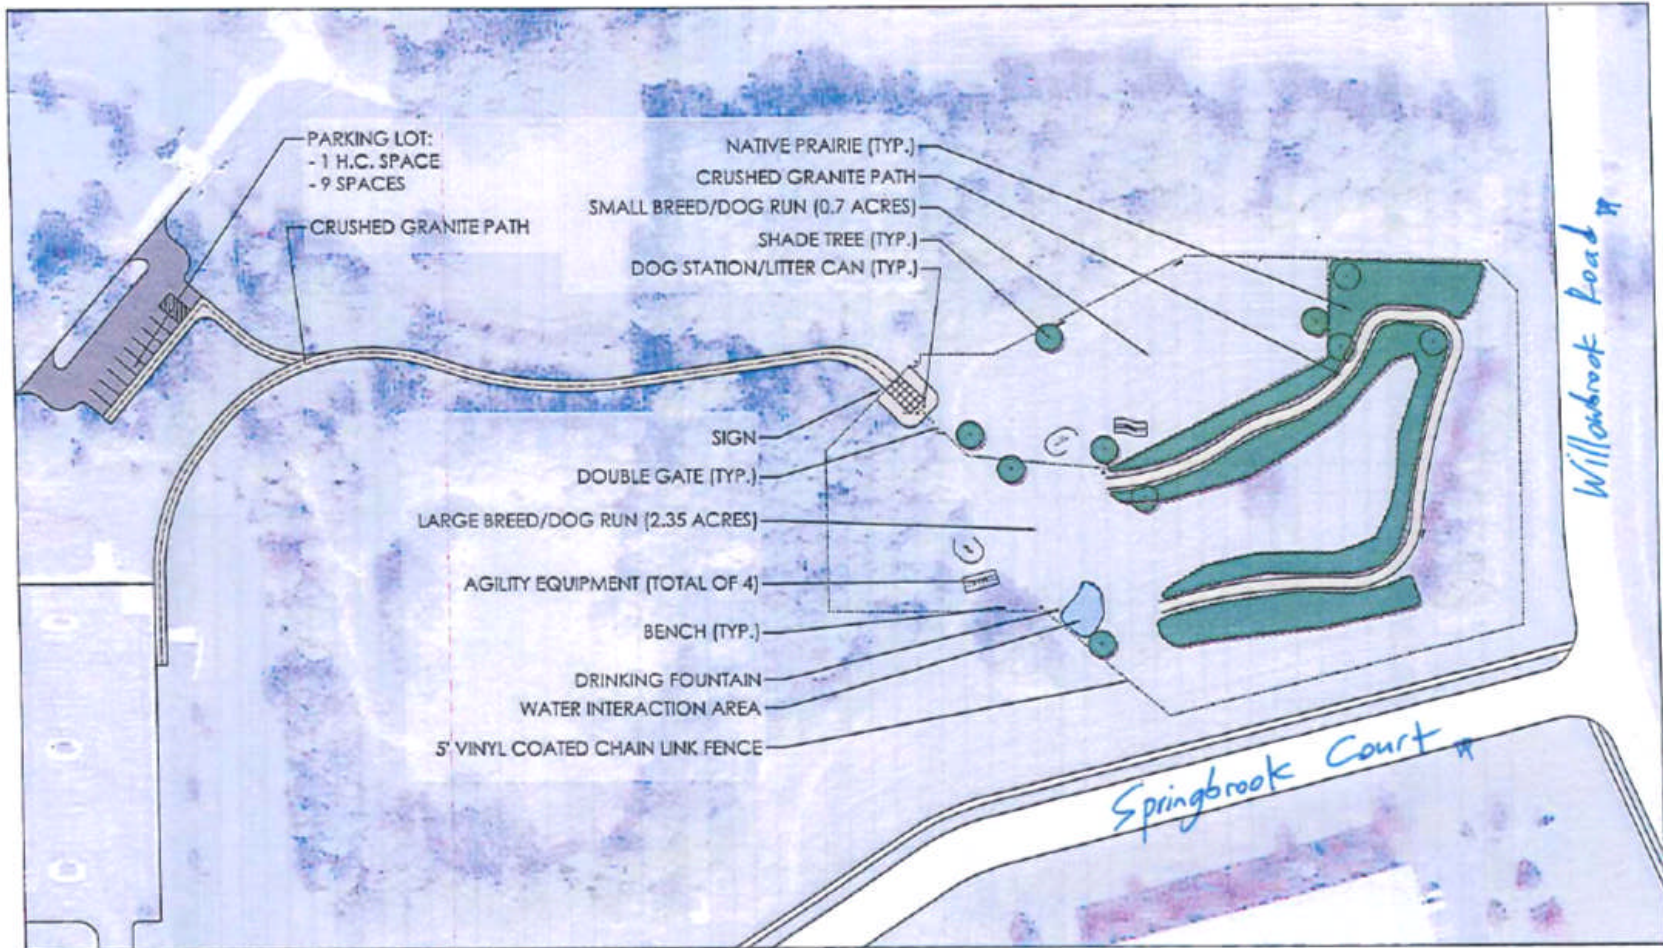 PARKING LOT:
- 1 H.C. SPACE
- 9 SPACES
CRUSHED GRANITE PATH
NATIVE PRAIRIE (TYP.)
CRUSHED GRANITE PATH
SMALL BREED/DOG RUN (0.7 ACRES)
SHADE TREE (TYP.)
DOG STATION/LITTER CAN (TYP.)
SIGN
DOUBLE GATE (TYP.)
LARGE BREED/DOG RUN (2.35 ACRES)
AGILITY EQUIPMENT (TOTAL OF 4)
BENCH (TYP.)
DRINKING FOUNTAIN
WATER INTERACTION AREA
5' VINYL COATED CHAIN LINK FENCE
Willowbrook Road
Springbrook Court